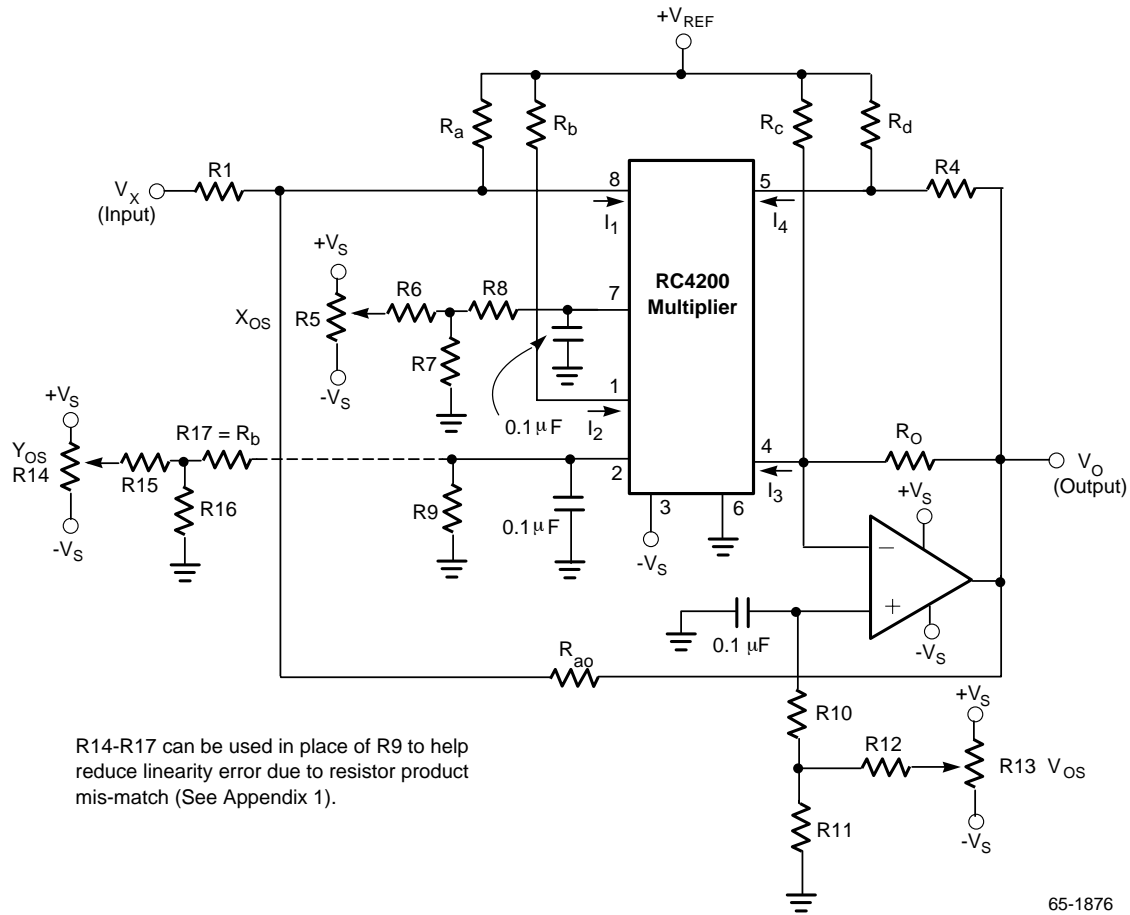 +VREF
Ra
Rb
Rc
Rd
R1
VX
(Input)
8
I1
5
I4
R4
RC4200
Multiplier
+VS
XOS
R5
-VS
R6
R8
R7
7
0.1 µF
1
I2
+VS
YOS
R14
-VS
R17 = Rb
R15
R16
R9
0.1 µF
2
3
-VS
6
4
I3
RO
VO
(Output)
+VS
−
+
-VS
0.1 µF
Rao
R10
R12
+VS
R13 VOS
-VS
R11
R14-R17 can be used in place of R9 to help
reduce linearity error due to resistor product
mis-match (See Appendix 1).
65-1876